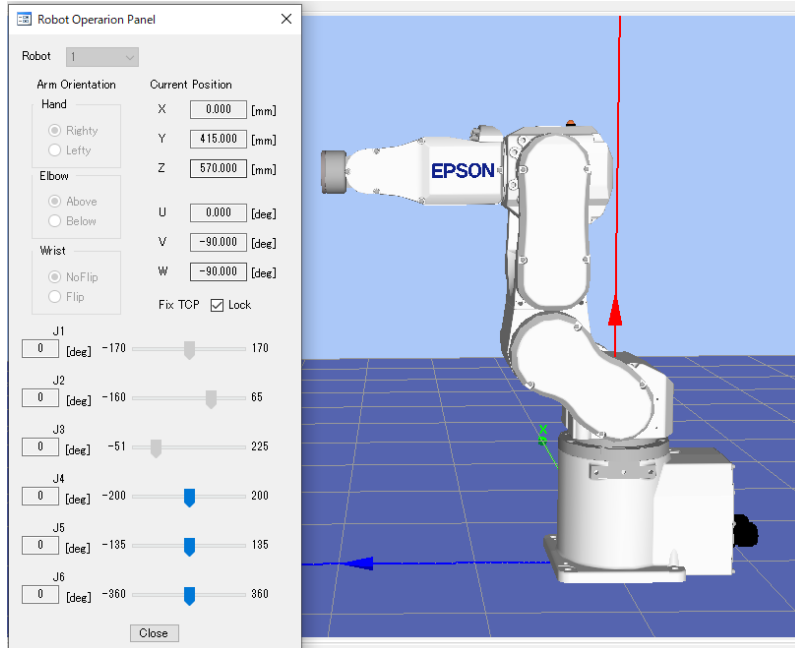 Robot Operarion Panel
Robot 1
Arm Orientation
Hand
Righty
Lefty
Elbow
Above
Below
Wrist
NoFlip
Flip
Current Position
X 0.000 [mm]
Y 415.000 [mm]
Z 570.000 [mm]
U 0.000 [deg]
V -90.000 [deg]
W -90.000 [deg]
Fix TCP Lock
J1
0 [deg] -170 170
J2
0 [deg] -160 65
J3
0 [deg] -51 225
J4
0 [deg] -200 200
J5
0 [deg] -135 135
J6
0 [deg] -360 360
Close
EPSON
X